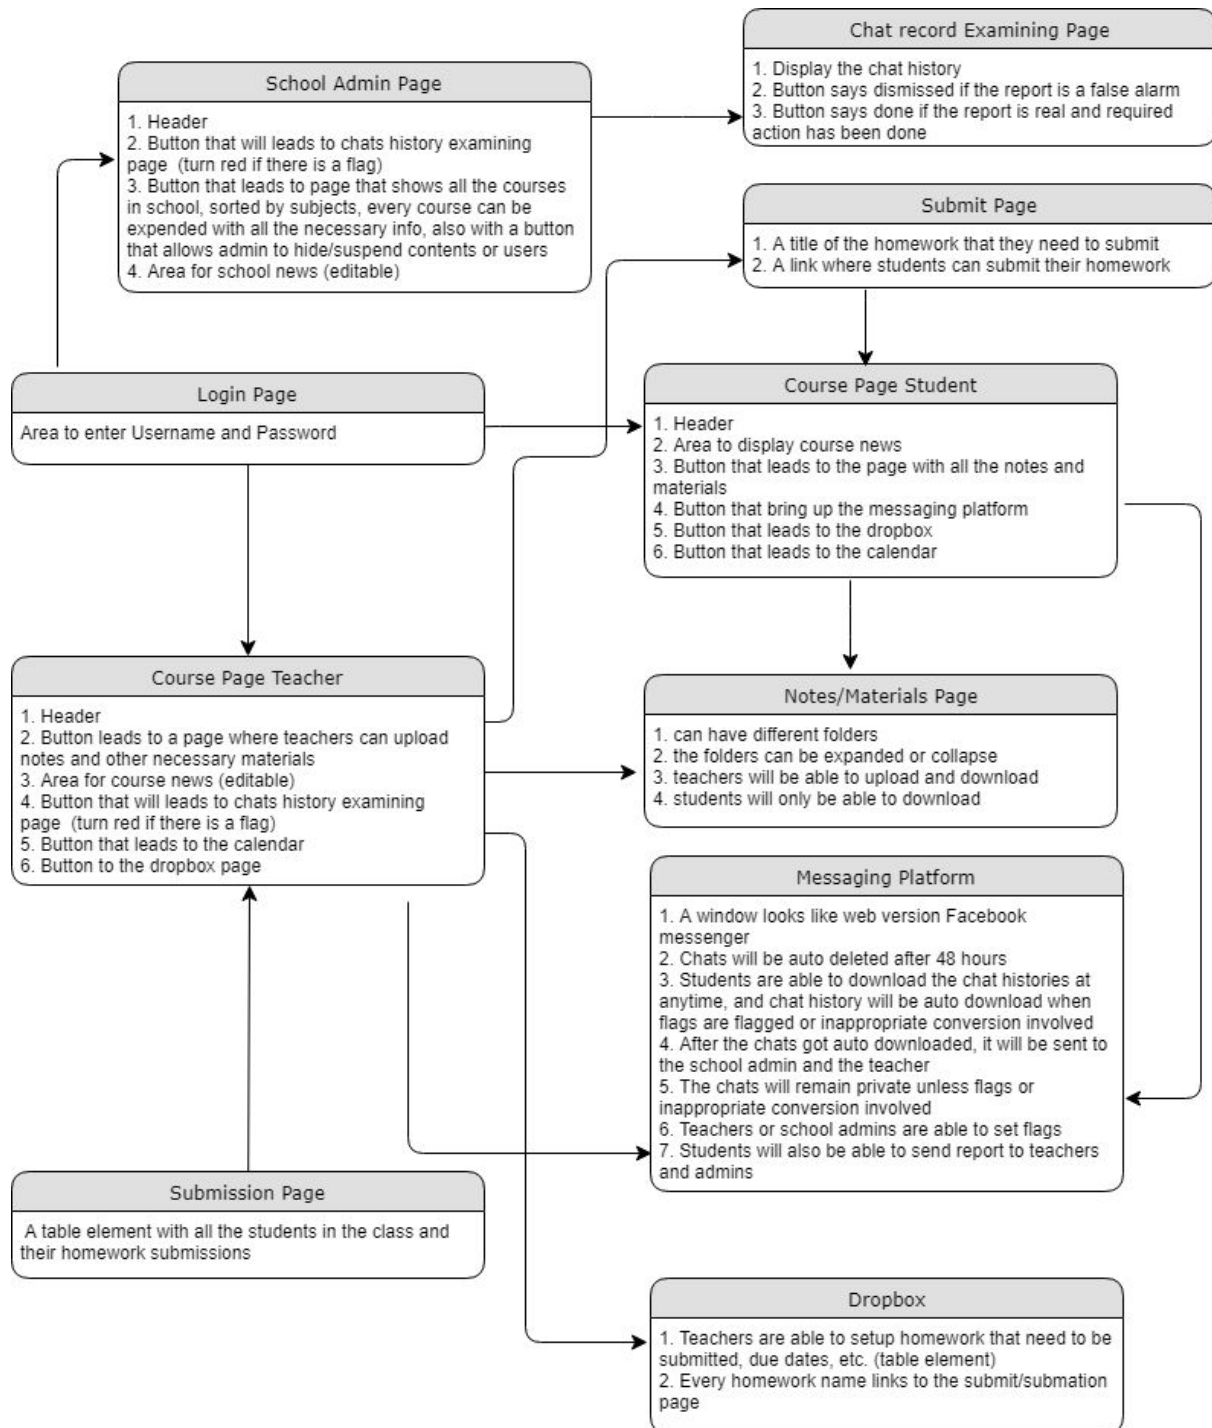 Chat record Examining Page
1. Display the chat history
2. Button says dismissed if the report is a false alarm
3. Button says done if the report is real and required
action has been done
School Admin Page
1. Header
2. Button that will leads to chats history examining
page  (turn red if there is a flag)
3. Button that leads to page that shows all the courses
in school, sorted by subjects, every course can be
expended with all the necessary info, also with a button
that allows admin to hide/suspend contents or users
4. Area for school news (editable)
Submit Page
1. A title of the homework that they need to submit
2. A link where students can submit their homework
Login Page
Area to enter Username and Password
Course Page Student
1. Header
2. Area to display course news
3. Button that leads to the page with all the notes and
materials
4. Button that bring up the messaging platform
5. Button that leads to the dropbox
6. Button that leads to the calendar
Course Page Teacher
1. Header
2. Button leads to a page where teachers can upload
notes and other necessary materials
3. Area for course news (editable)
4. Button that will leads to chats history examining
page  (turn red if there is a flag)
5. Button that leads to the calendar
6. Button to the dropbox page
Notes/Materials Page
1. can have different folders
2. the folders can be expanded or collapse
3. teachers will be able to upload and download
4. students will only be able to download
Messaging Platform
1. A window looks like web version Facebook
messenger
2. Chats will be auto deleted after 48 hours
3. Students are able to download the chat histories at
anytime, and chat history will be auto download when
flags are flagged or inappropriate conversion involved
4. After the chats got auto downloaded, it will be sent to
the school admin and the teacher
5. The chats will remain private unless flags or
inappropriate conversion involved
6. Teachers or school admins are able to set flags
7. Students will also be able to send report to teachers
and admins
Submission Page
A table element with all the students in the class and
their homework submissions
Dropbox
1. Teachers are able to setup homework that need to be
submitted, due dates, etc. (table element)
2. Every homework name links to the submit/submation
page